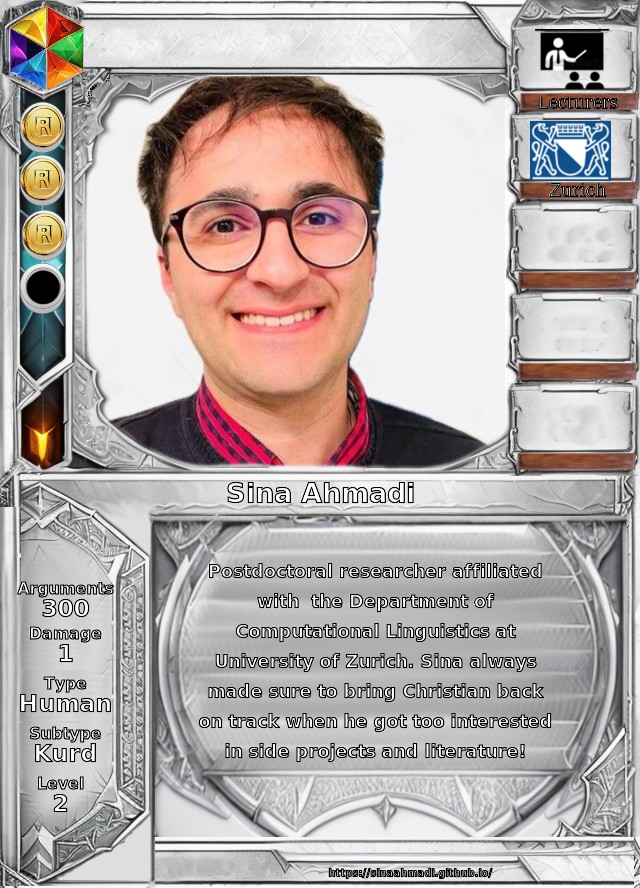 Lecturers
Zurich
R
R
R
Sina Ahmadi
Arguments
300
Damage
1
Type
Human
Subtype
Kurd
Level
2
Postdoctoral researcher affiliated
with the Department of
Computational Linguistics at
University of Zurich. Sina always
made sure to bring Christian back
on track when he got too interested
in side projects and literature!
https://sinaahmadi.github.io/